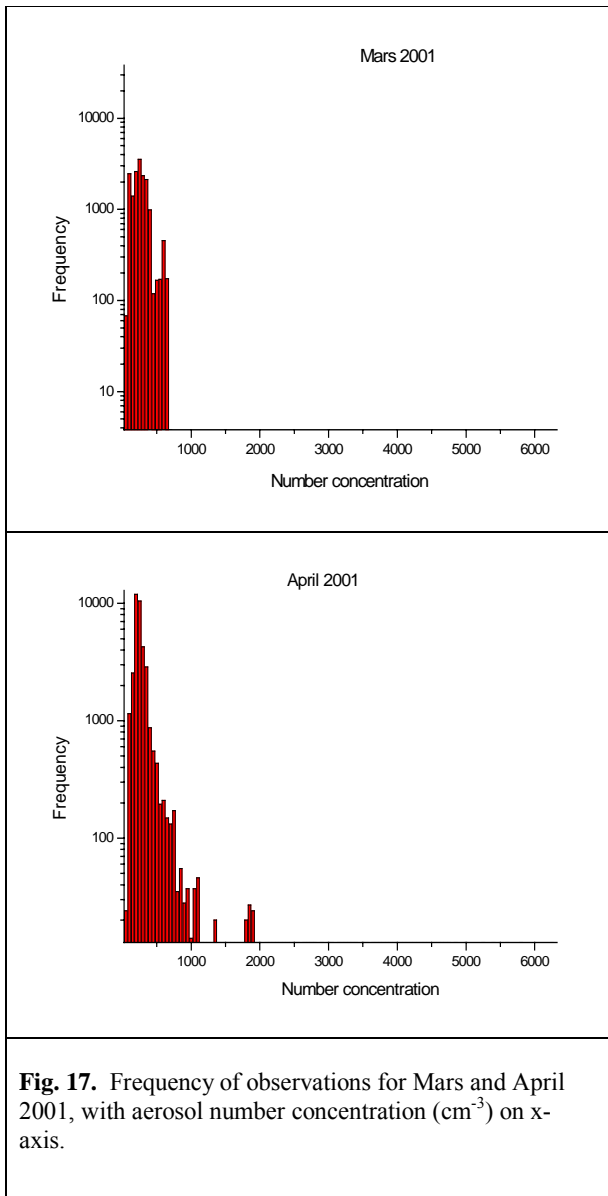 Mars 2001
10000
1000
100
10
Frequency
1000 2000 3000 4000 5000 6000
Number concentration
April 2001
10000
1000
100
Frequency
1000 2000 3000 4000 5000 6000
Number concentration
Fig. 17. Frequency of observations for Mars and April
2001, with aerosol number concentration (cm-3) on x-
axis.